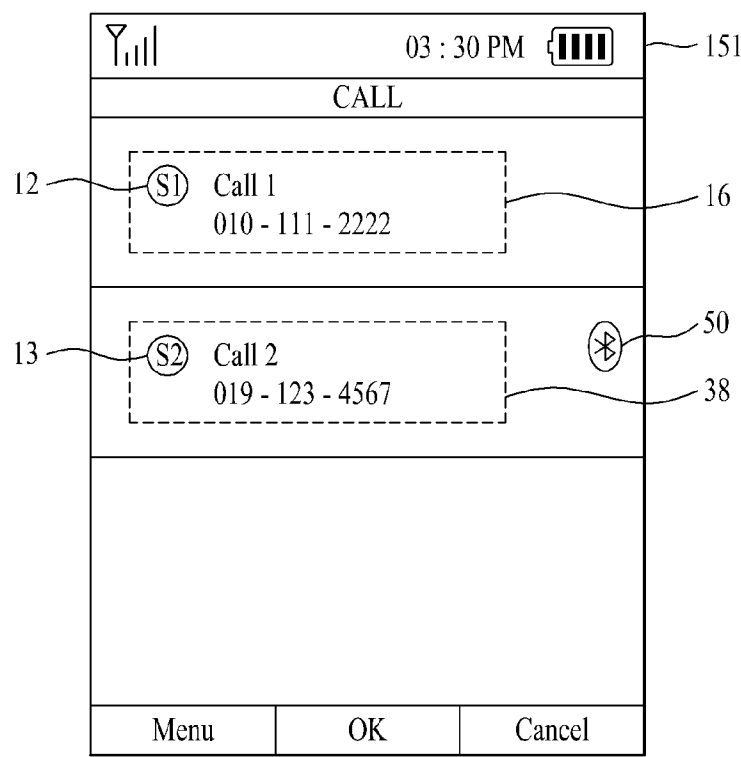 03 : 30 PM
151
CALL
12
S1
Call 1
010 - 111 - 2222
16
13
S2
Call 2
019 - 123 - 4567
50
38
Menu
OK
Cancel